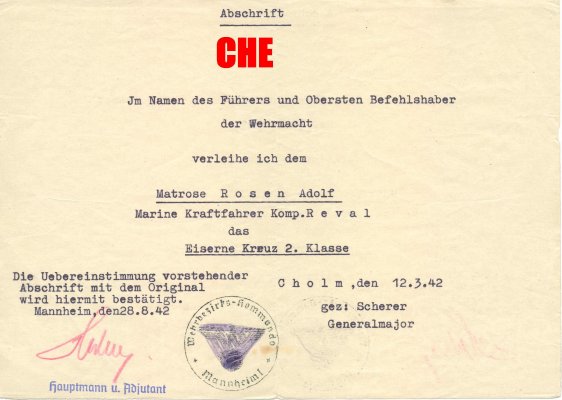 Abschrift
CHE
Jm Namen des Führers und Obersten Befehlshaber
der Wehrmacht
verleihe ich dem
Matrose R o s e n Adolf
Marine Kraftfahrer Komp.R e v a l
das
Eiserne Kreuz 2. Klasse
Die Uebereinstimmung vorstehender
Abschrift mit dem Original
wird hiermit bestätigt.
Mannheim,den28.8.42
C h o l m ,den 12.3.42
gez: Scherer
Generalmajor
Wehrbezirks-Kommando
Mannheim I
Hauptmann u. Adjutant